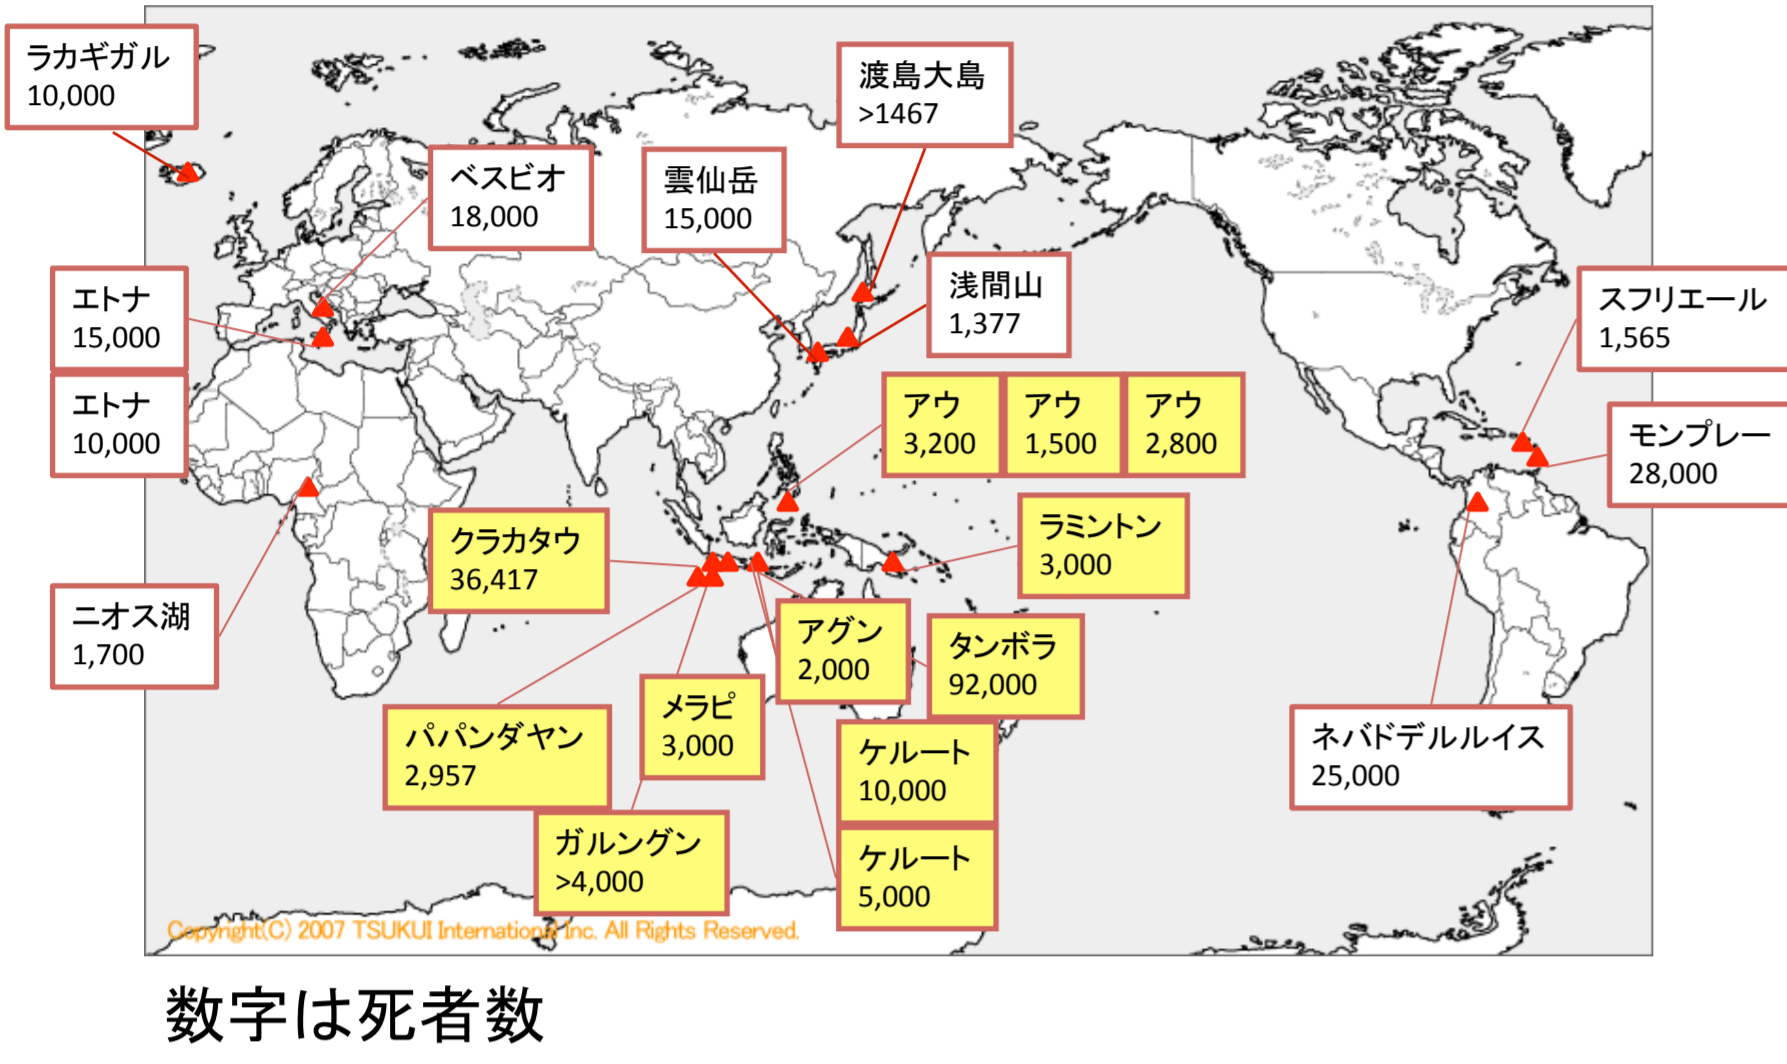 ラカギガル
10,000
渡島大島
>1467
ベスビオ
18,000
雲仙岳
15,000
浅間山
1,377
エトナ
15,000
エトナ
10,000
スフリエール
1,565
モンプレー
28,000
アウ
3,200
アウ
1,500
アウ
2,800
クラカタウ
36,417
ラミントン
3,000
ニオス湖
1,700
アグン
2,000
タンボラ
92,000
メラピ
3,000
パパンダヤン
2,957
ケルート
10,000
ネバドデルルイス
25,000
ガルングン
>4,000
ケルート
5,000
Copyright(C) 2007 TSUKUI International Inc. All Rights Reserved.
数字は死者数